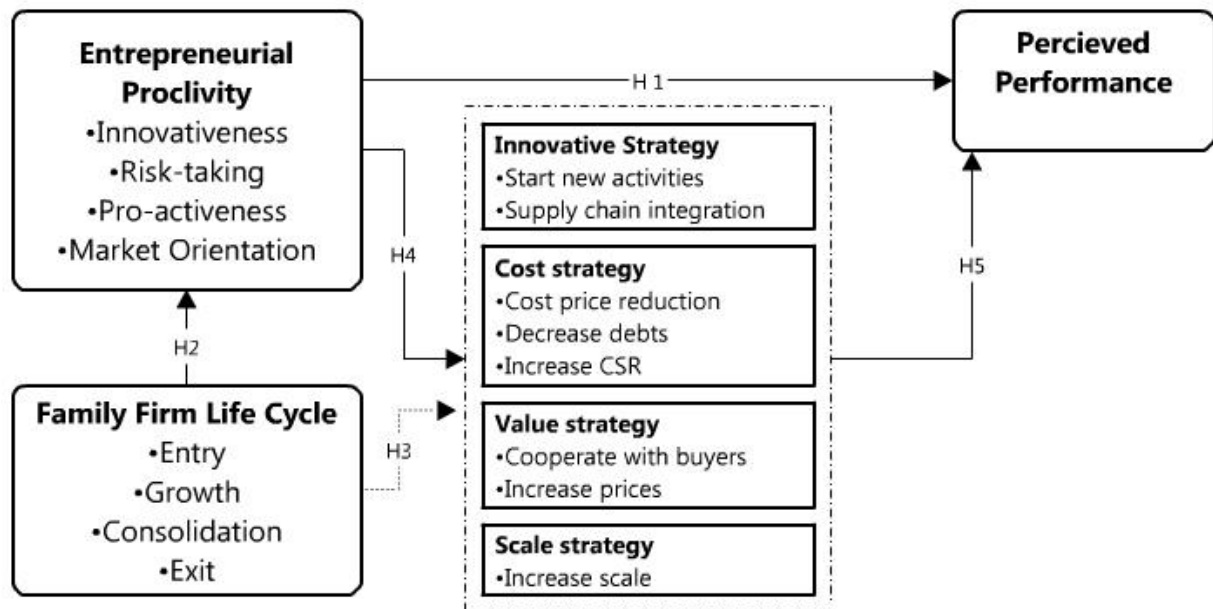 Entrepreneurial
Proclivity
•Innovativeness
•Risk-taking
•Pro-activeness
•Market Orientation
H 1
Percieved
Performance
Innovative Strategy
•Start new activities
•Supply chain integration
H4
Cost strategy
•Cost price reduction
•Decrease debts
•Increase CSR
H5
H2
Family Firm Life Cycle
•Entry
•Growth
•Consolidation
•Exit
H3
Value strategy
•Cooperate with buyers
•Increase prices
Scale strategy
•Increase scale